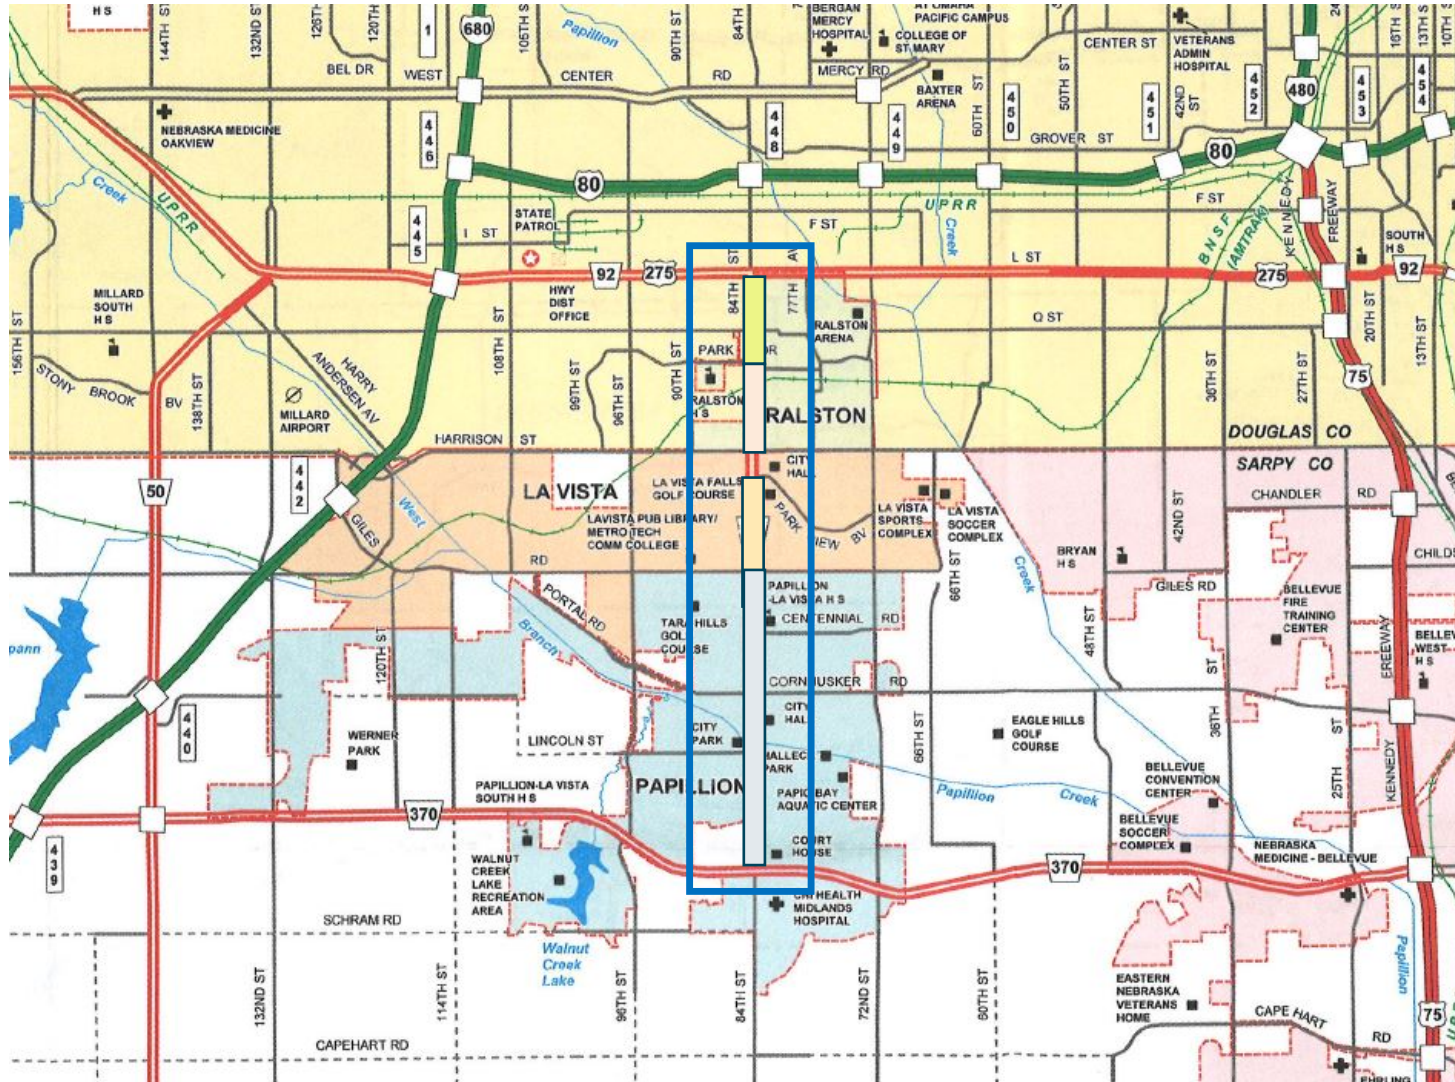 H S
144TH ST
132ND ST
126TH
120TH
BEL DR
1
WEST
680
105TH ST
Papillion
90TH ST
84TH
BERGAN
MERCY
HOSPITAL
AT OMAHA
PACIFIC CAMPUS
COLLEGE OF
ST MARY
MERCY RD
BAXTER
ARENA
60TH ST
50TH ST
CENTER ST
VETERANS
ADMIN
HOSPITAL
42ND
ST
480
16TH
13TH ST
10TH
CENTER
RD
450
451
452
453
454
446
448
449
GROVER ST
NEBRASKA MEDICINE
OAKVIEW
Creek
UPRR
80
80
UPRR
F ST
F ST
STATE
PATROL
I ST
445
Creek
BNSF
(AMTRAK)
KENNEDY
FREEWAY
SOUTH
H S
92
275
L ST
275
92
84TH ST
77TH AV
HWY
DIST
OFFICE
MILLARD
SOUTH
H S
156TH ST
108TH ST
RALSTON
ARENA
Q ST
20TH ST
13TH ST
STONY BROOK BV
138TH ST
HARRY
ANDERSEN AV
MILLARD
AIRPORT
99TH ST
96TH ST
90TH ST
PARK DR
RALSTON
H S
RALSTON
36TH ST
27TH ST
75
HARRISON ST
DOUGLAS CO
SARPY CO
442
50
LA VISTA
LA VISTA FALLS
GOLF COURSE
CITY
HALL
LAVISTA PUB LIBRARY/
METRO TECH
COMM COLLEGE
LA VISTA
SPORTS
COMPLEX
LA VISTA
SOCCER
COMPLEX
CHANDLER RD
GILES
RD
West
42ND ST
BRYAN
H S
Creek
66TH ST
PORTAL RD
Branch
PAPILLION
-LA VISTA H S
CENTENNIAL RD
TARA HILLS
GOLF
COURSE
GILES RD
48TH ST
BELLEVUE
FIRE
TRAINING
CENTER
FREEWAY
WEST
H S
120TH ST
CORNHUSKER RD
440
WERNER
PARK
LINCOLN ST
CITY
PARK
CITY
HALL
66TH ST
EAGLE HILLS
GOLF
COURSE
36TH ST
25TH ST
KENNEDY
PARK
PAPILLION-LA VISTA
SOUTH H S
PAPILLION
PAPIO BAY
AQUATIC CENTER
Papillion Creek
BELLEVUE
CONVENTION
CENTER
BELLEVUE
SOCCER
COMPLEX
NEBRASKA
MEDICINE - BELLEVUE
370
439
WALNUT
CREEK
LAKE
RECREATION
AREA
COURT
HOUSE
370
MIDLANDS
HOSPITAL
SCHRAM RD
Walnut
Creek
Lake
132ND ST
114TH ST
96TH ST
84TH ST
72ND ST
60TH ST
EASTERN
NEBRASKA
VETERANS
HOME
Papillion
CAPE HART RD
75
CAPEHART RD